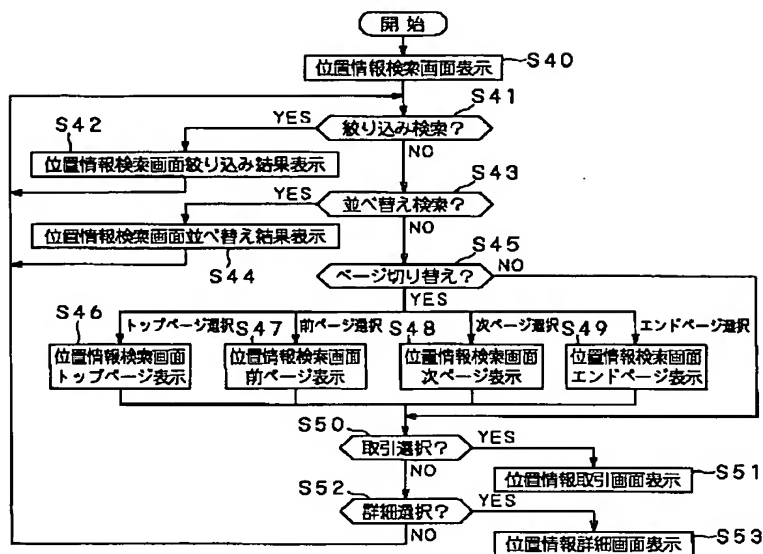 開始
位置情報検索画面表示
S40
S41
絞り込み検索?
YES
NO
S42
位置情報検索画面絞り込み結果表示
S43
並べ替え検索?
YES
NO
位置情報検索画面並べ替え結果表示
S44
S45
ページ切り替え?
NO
YES
S46
トップページ選択
S47
前ページ選択
S48
次ページ選択
S49
エンドページ選択
位置情報検索画面
トップページ表示
位置情報検索画面
前ページ表示
位置情報検索画面
次ページ表示
位置情報検索画面
エンドページ表示
S50
取引選択?
YES
NO
位置情報取引画面表示
S51
S52
詳細選択?
YES
NO
位置情報詳細画面表示
S53